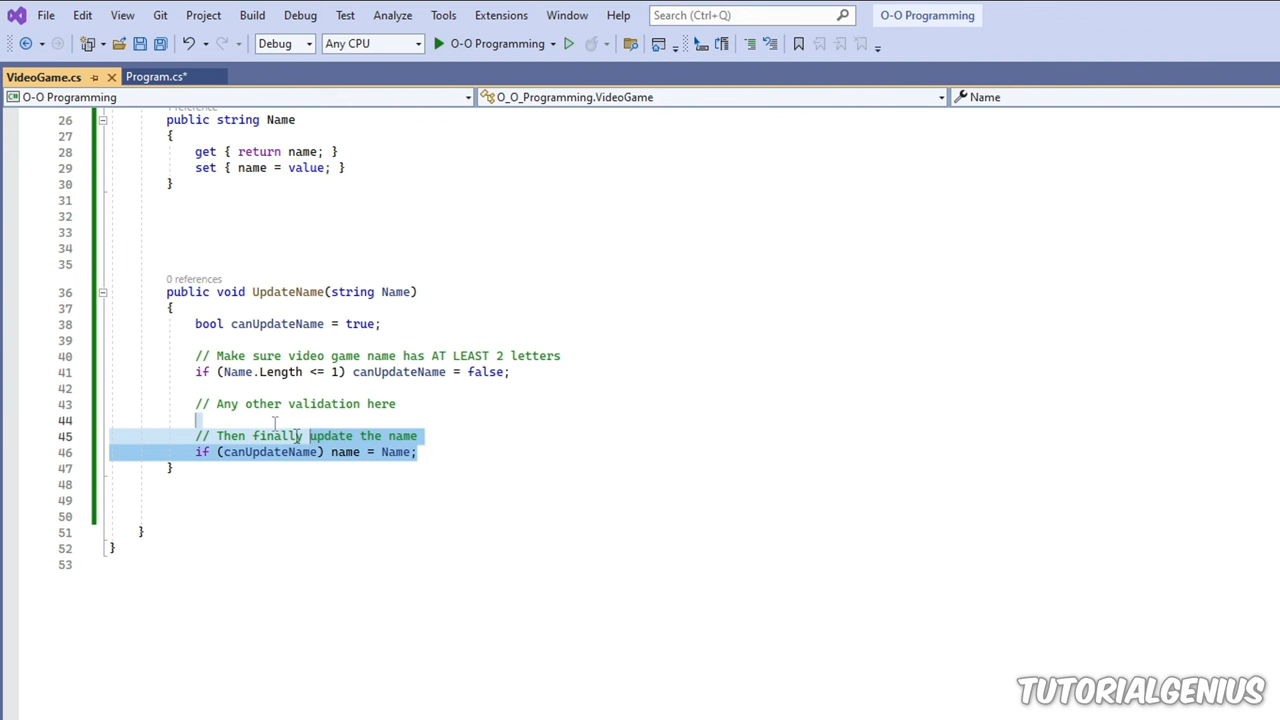 File Edit View Git Project Build Debug Test Analyze Tools Extensions Window Help Search (Ctrl+Q) O-O Programming
Debug Any CPU O-O Programming
VideoGame.cs Program.cs*
O-O Programming O_O_Programming.VideoGame Name
26 public string Name
27 {
28 get { return name; }
29 set { name = value; }
30 }
31
32
33
34
35
0 references
36 public void UpdateName(string Name)
37 {
38 bool canUpdateName = true;
39
40 // Make sure video game name has AT LEAST 2 letters
41 if (Name.Length <= 1) canUpdateName = false;
42
43 // Any other validation here
44
45 // Then finally update the name
46 if (canUpdateName) name = Name;
47 }
48
49
50
51 }
52 }
53
TUTORIALGENIUS